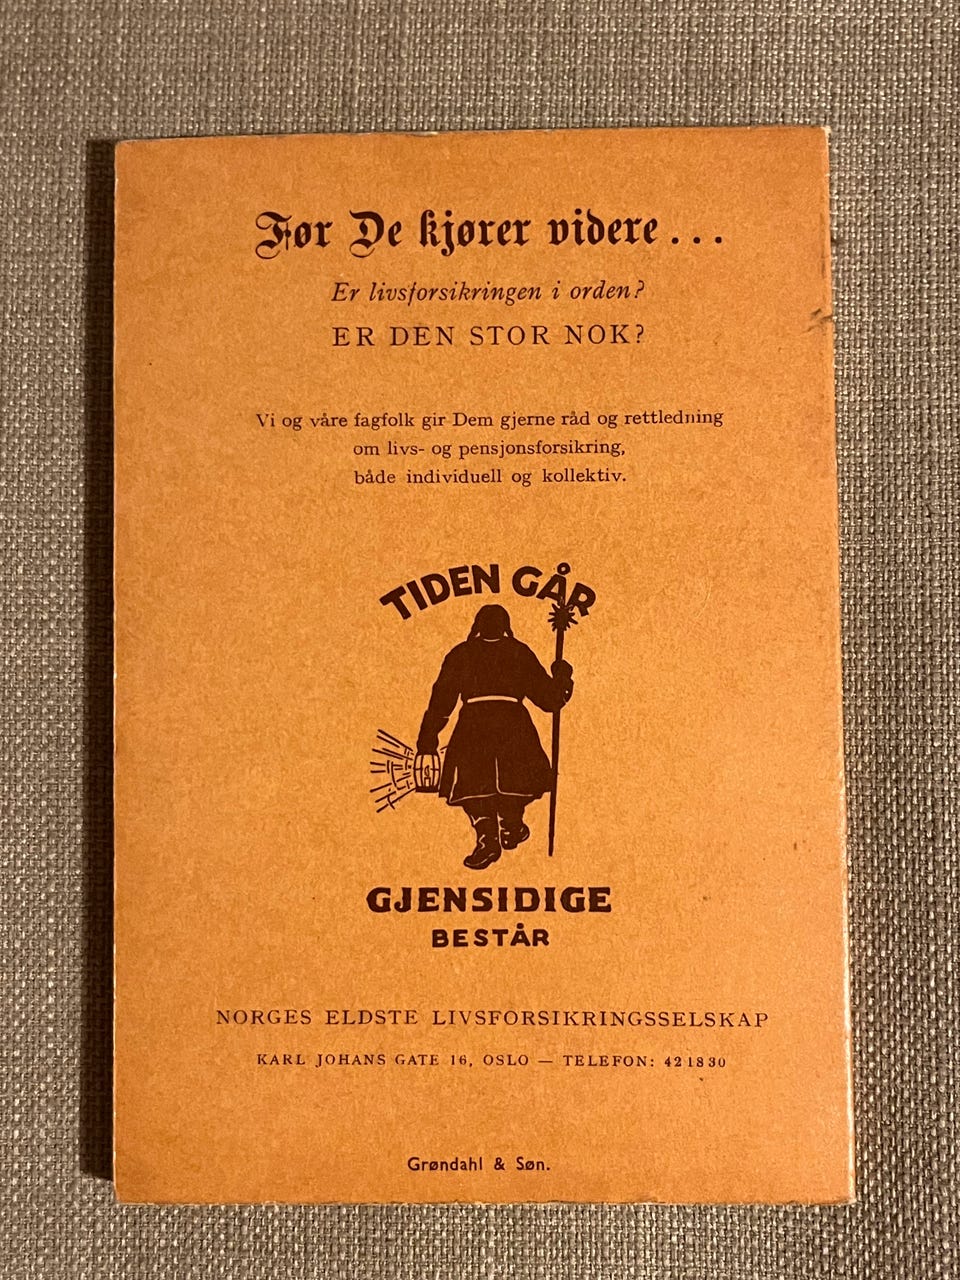 Før De kjører videre...
Er livsforsikringen i orden?
ER DEN STOR NOK?
Vi og våre fagfolk gir Dem gjerne råd og rettledning
om livs- og pensjonsforsikring,
både individuell og kollektiv.
TIDEN GÅR
GJENSIDIGE
BESTÅR
NORGES ELDSTE LIVSFORSIKRINGSSELSKAP
KARL JOHANS GATE 16, OSLO — TELEFON: 42 18 30
Grøndahl & Søn.